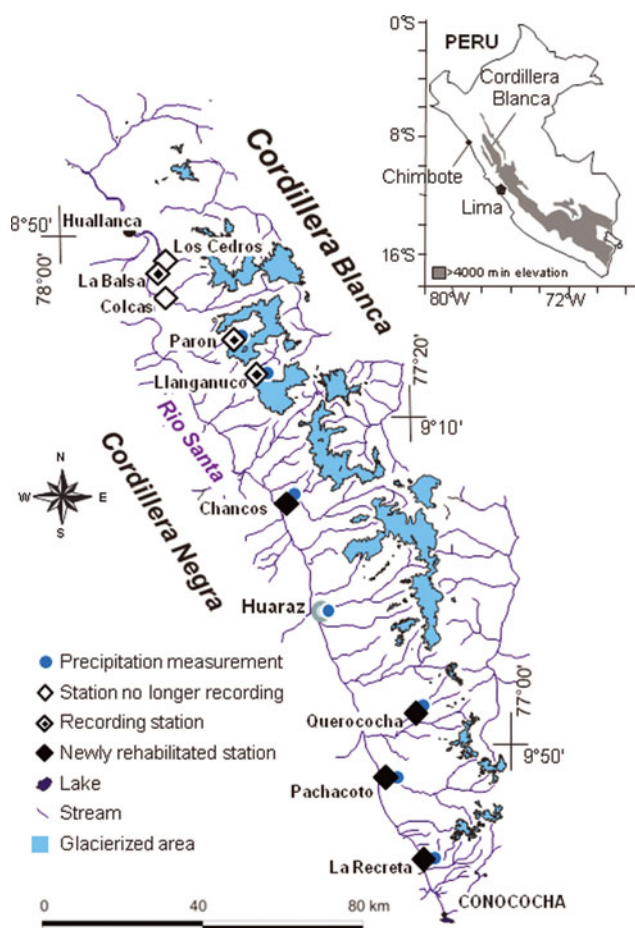 0°S
PERU
Cordillera
Blanca
8°S
Chimbote
Lima
16°S
>4000 m in elevation
80°W
72°W
Cordillera Blanca
Huallanca
8°50'
78°00'
Los Cedros
La Balsa
Colcas
Paron
Llanganuco
77°20'
9°10'
Rio Santa
Cordillera Negra
N
W
E
S
Chancos
Huaraz
Precipitation measurement
Station no longer recording
Recording station
Newly rehabilitated station
Lake
Stream
Glacierized area
Querococha
77°00'
9°50'
Pachacoto
La Recreta
CONOCOCHA
0
40
80 km